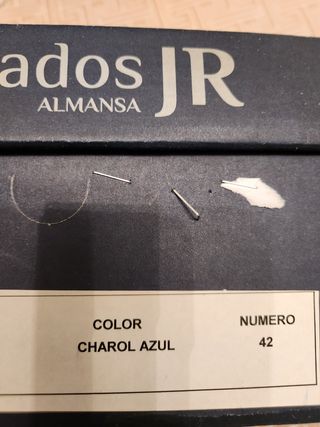 ados JR
ALMANSA
COLOR NUMERO
CHAROL AZUL 42